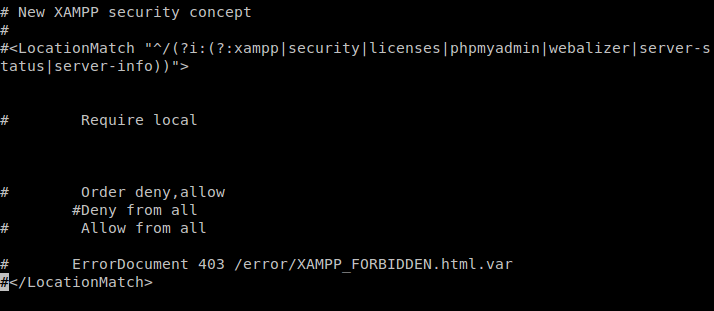 # New XAMPP security concept
#
#<LocationMatch "^/(?i:(?:xampp|security|licenses|phpmyadmin|webalizer|server-s
tatus|server-info))">
#        Require local
#        Order deny,allow
        #Deny from all
#        Allow from all
#       ErrorDocument 403 /error/XAMPP_FORBIDDEN.html.var
#</LocationMatch>